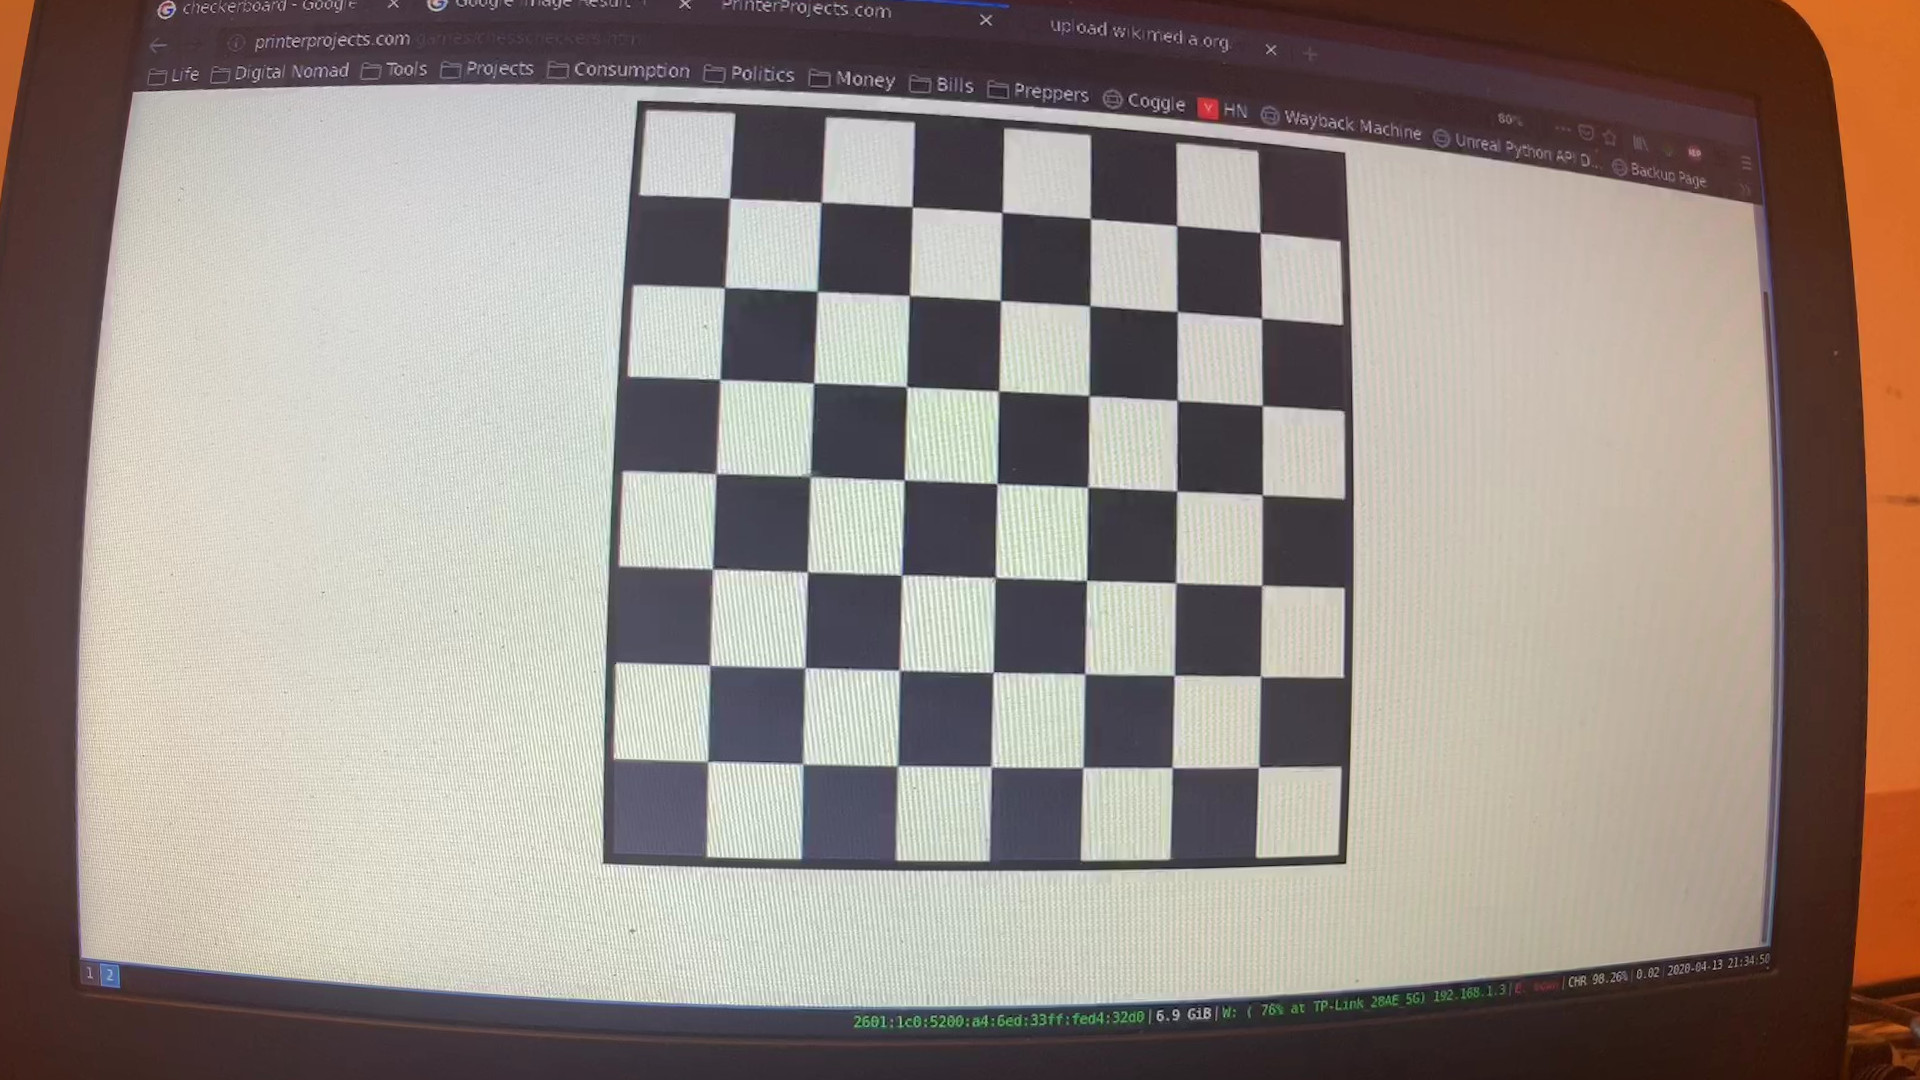 checkerboard - Google
Google Image Result
PrinterProjects.com
upload.wikimedia.org
printerprojects.com/games/chesscheckers.htm
80%
Life Digital Nomad Tools Projects Consumption Politics Money Bills Preppers Coggle Y HN Wayback Machine Unreal Python API D... Backup Page
1 2
2601:1c0:5200:a4:6ed:33ff:fed4:32d0|6.9 GiB|W: ( 76% at TP-Link_28AE_5G) 192.168.1.3| |CHR 98.26%|0.02|2020-04-13 21:34:50